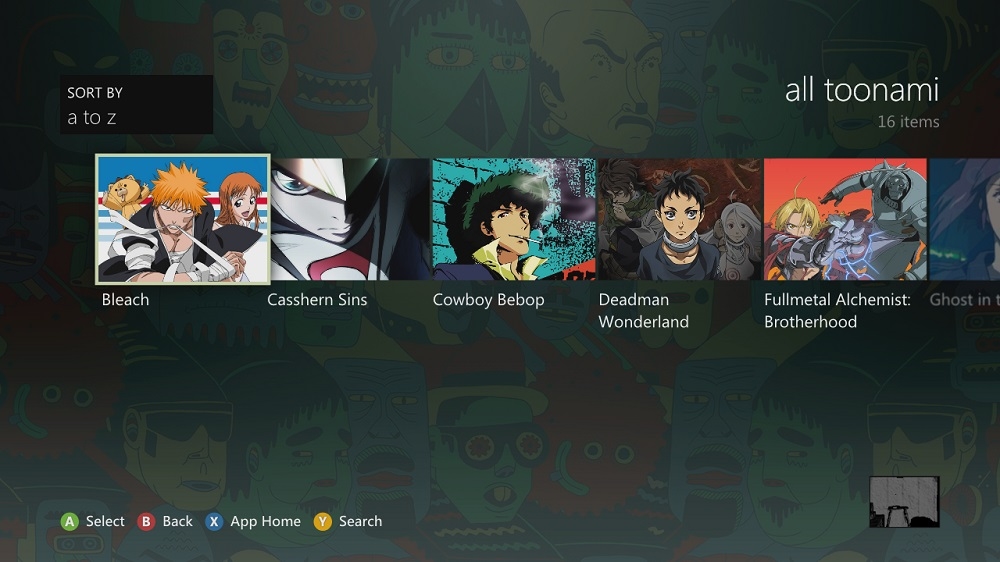 SORT BY
a to z
all toonami
16 items
Bleach
Casshern Sins
Cowboy Bebop
Deadman
Wonderland
Fullmetal Alchemist:
Brotherhood
Ghost in
A Select B Back X App Home Y Search